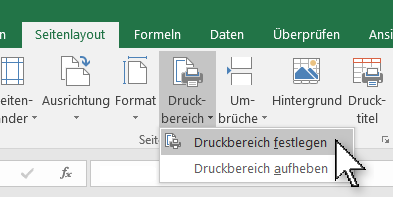 Seitenlayout Formeln Daten Überprüfen Ansi
eiten- Ausrichtung Format Druck- Um- Hintergrund Druck-
änder bereich brüche titel
Seit
Druckbereich festlegen
Druckbereich aufheben
fx